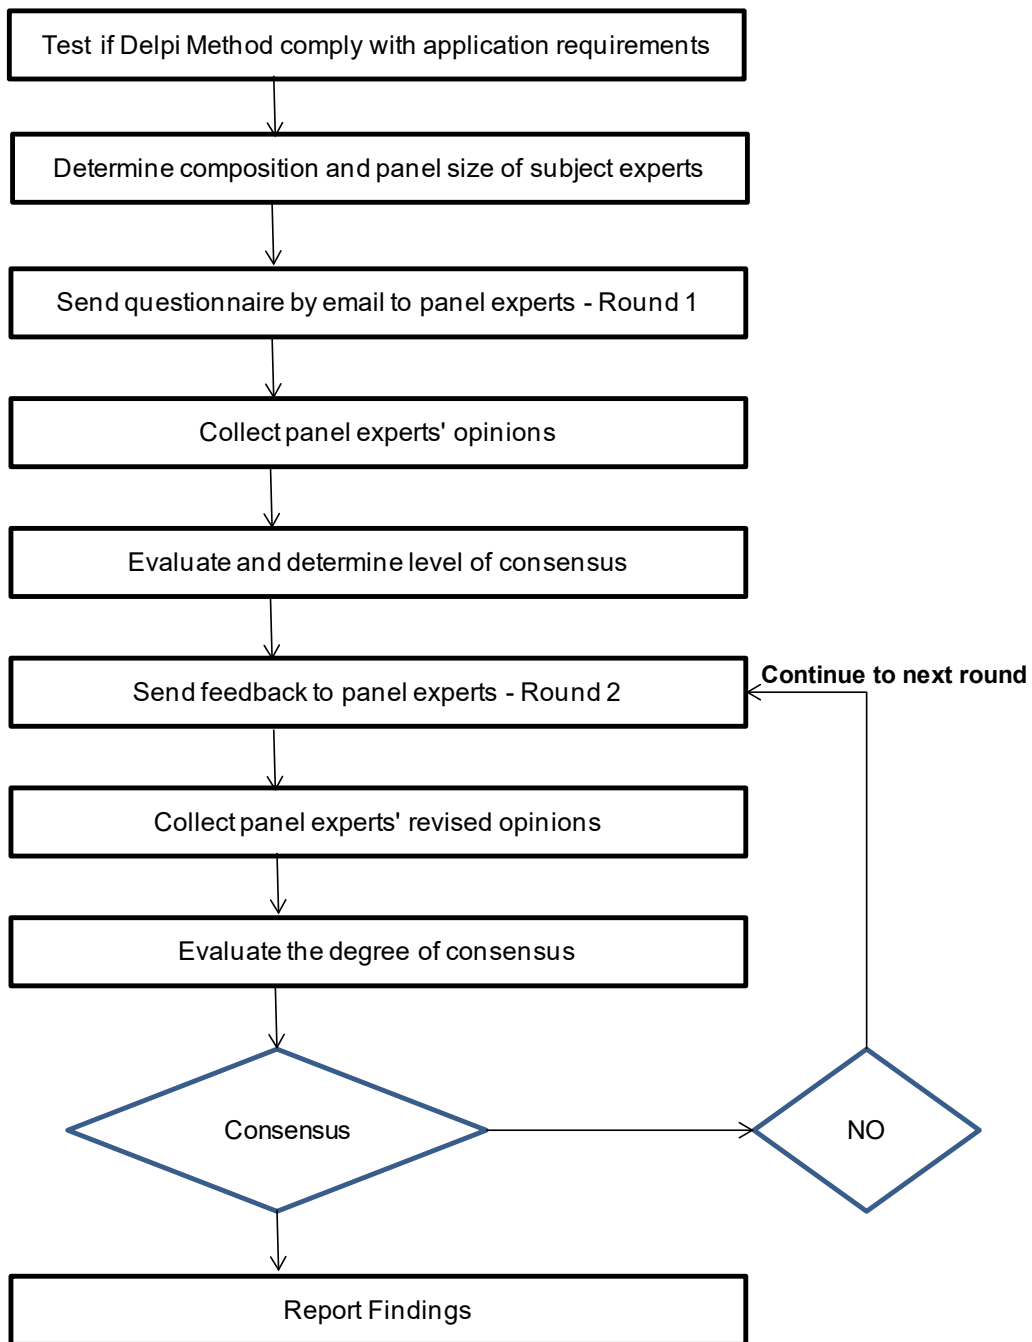 Test if Delpi Method comply with application requirements
Determine composition and panel size of subject experts
Send questionnaire by email to panel experts - Round 1
Collect panel experts' opinions
Evaluate and determine level of consensus
Continue to next round
Send feedback to panel experts - Round 2
Collect panel experts' revised opinions
Evaluate the degree of consensus
Consensus
NO
Report Findings